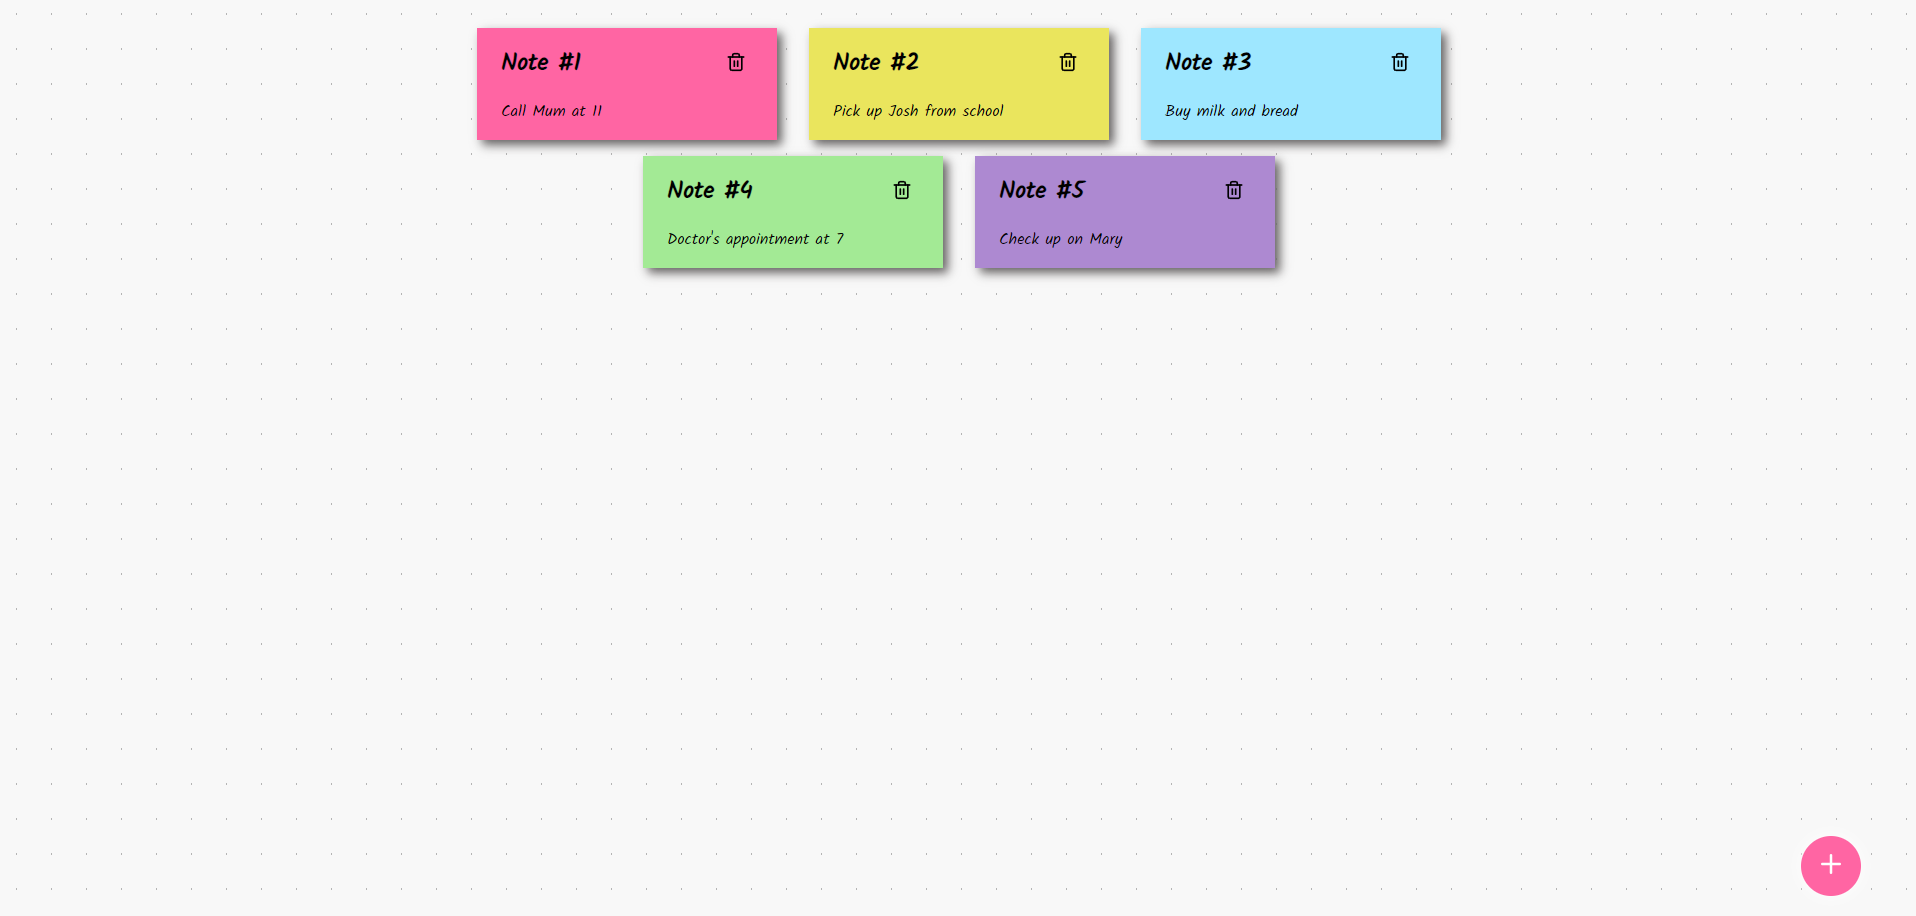 Note #1
Call Mum at 11
Note #2
Pick up Josh from school
Note #3
Buy milk and bread
Note #4
Doctor's appointment at 7
Note #5
Check up on Mary